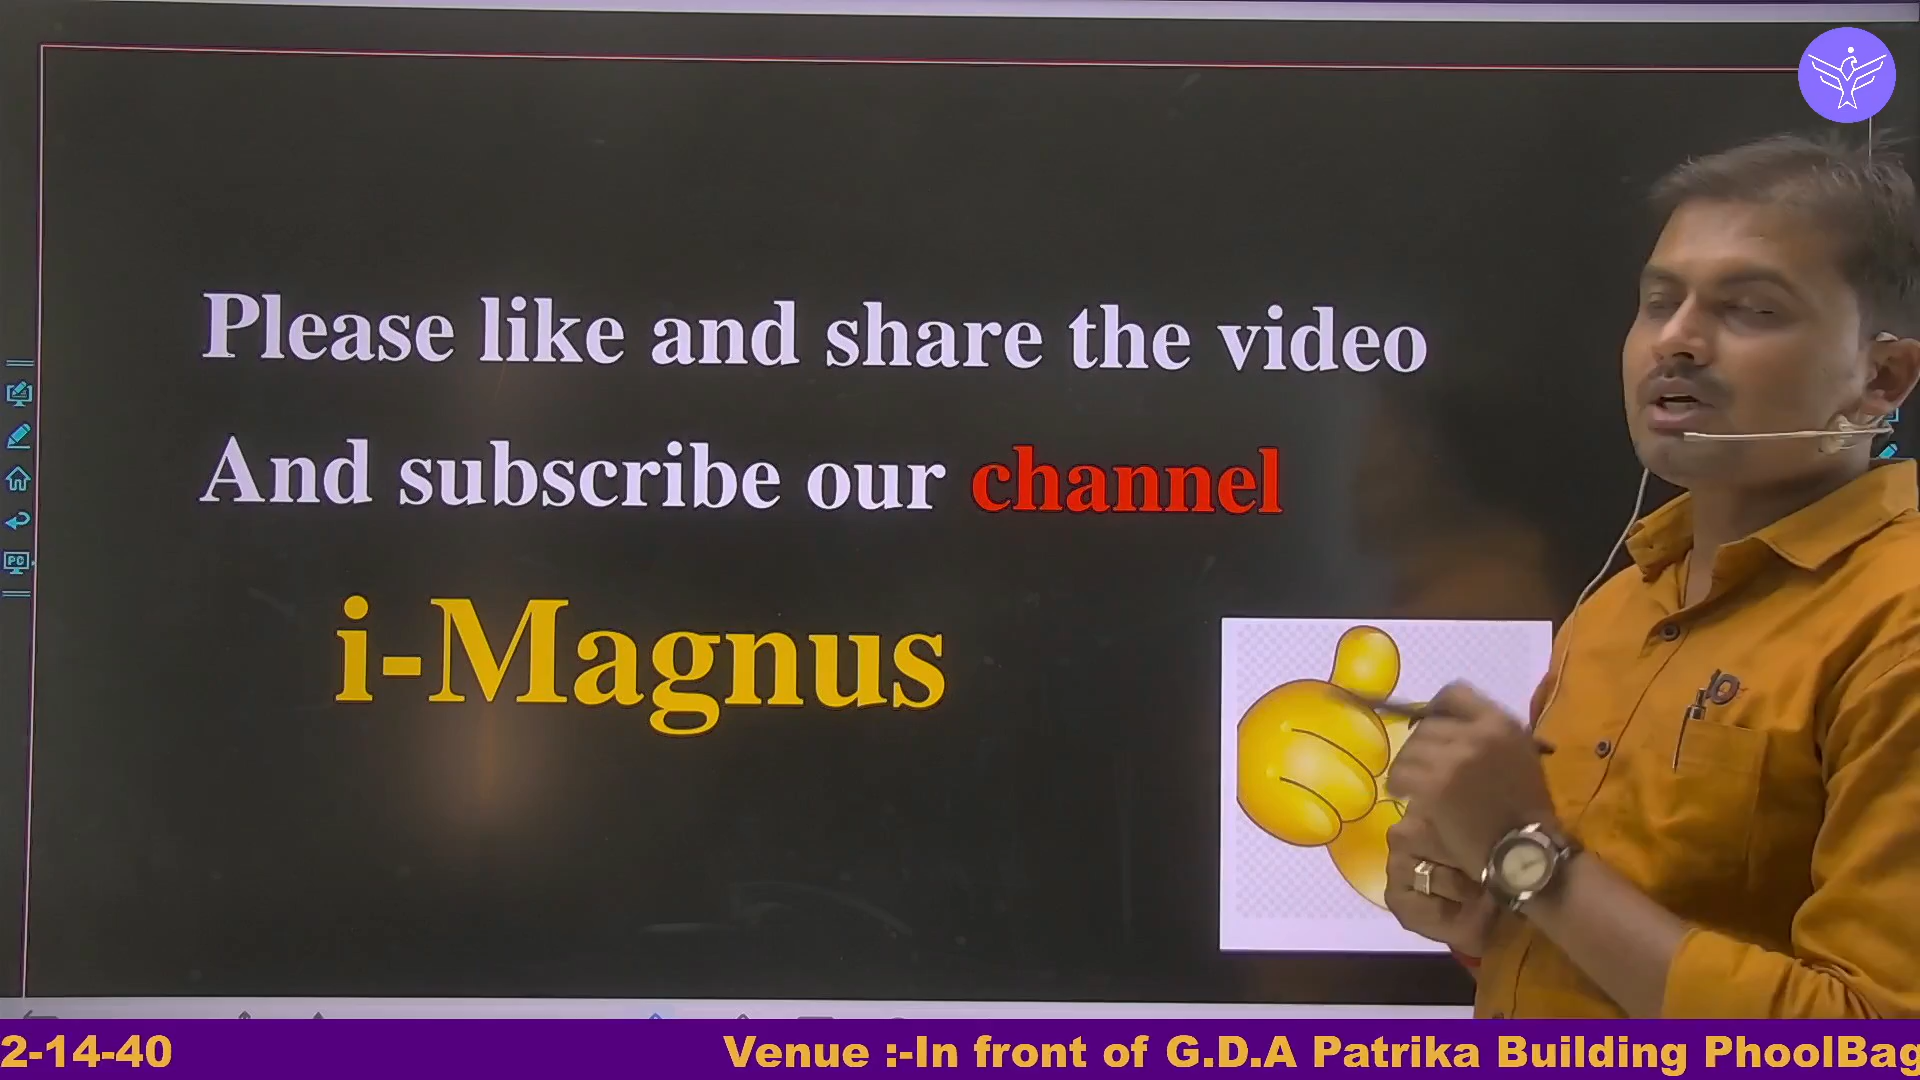 Please like and share the video
And subscribe our channel
i-Magnus
PC
2-14-40 Venue :-In front of G.D.A Patrika Building PhoolBag